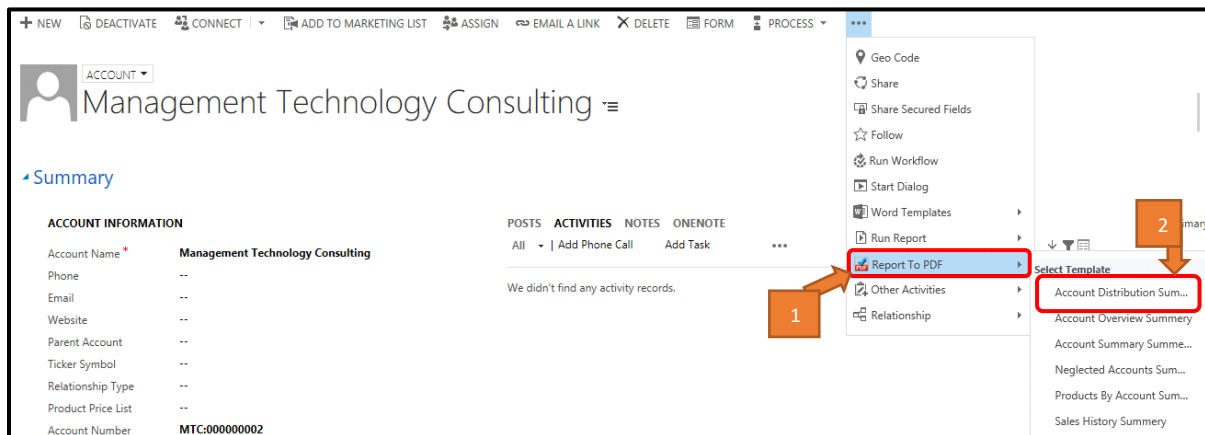 NEW DEACTIVATE CONNECT ADD TO MARKETING LIST ASSIGN EMAIL A LINK DELETE FORM PROCESS ...
Geo Code
ACCOUNT
Share
Management Technology Consulting
Share Secured Fields
Follow
Run Workflow
Summary
Start Dialog
Word Templates
ACCOUNT INFORMATION
POSTS ACTIVITIES NOTES ONENOTE
Run Report
2
Account Name* Management Technology Consulting
All | Add Phone Call Add Task ...
Report To PDF
Select Template
Phone --
Email --
We didn't find any activity records.
Other Activities
Account Distribution Sum...
Website --
1
Relationship
Account Overview Summery
Parent Account --
Account Summary Summe...
Ticker Symbol --
Neglected Accounts Sum...
Relationship Type --
Products By Account Sum...
Product Price List --
Sales History Summery
Account Number MTC:000000002